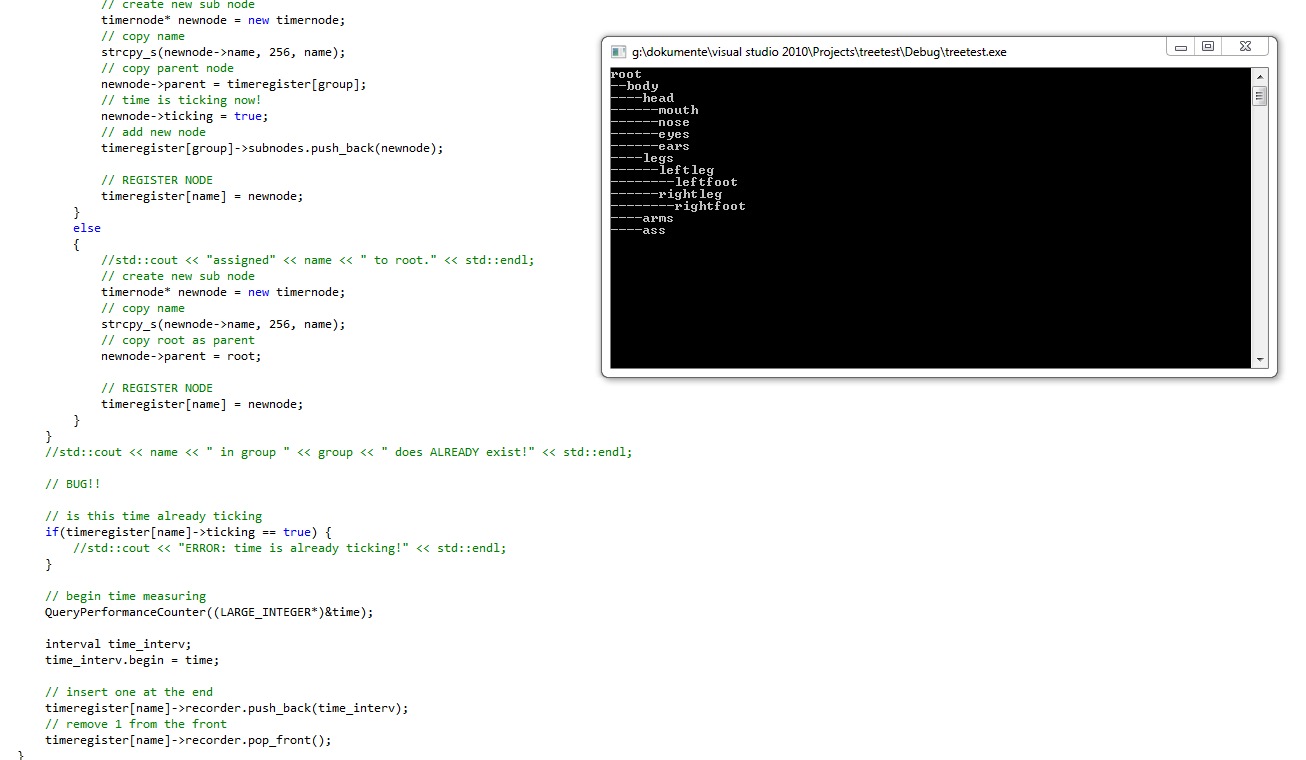 // create new sub node
timernode* newnode = new timernode;
// copy name
strcpy_s(newnode->name, 256, name);
// copy parent node
newnode->parent = timeregister[group];
// time is ticking now!
newnode->ticking = true;
// add new node
timeregister[group]->subnodes.push_back(newnode);
// REGISTER NODE
timeregister[name] = newnode;
}
else
{
//std::cout << "assigned" << name << " to root." << std::endl;
// create new sub node
timernode* newnode = new timernode;
// copy name
strcpy_s(newnode->name, 256, name);
// copy root as parent
newnode->parent = root;
// REGISTER NODE
timeregister[name] = newnode;
}
}
//std::cout << name << " in group " << group << " does ALREADY exist!" << std::endl;
// BUG!!
// is this time already ticking
if(timeregister[name]->ticking == true) {
//std::cout << "ERROR: time is already ticking!" << std::endl;
}
// begin time measuring
QueryPerformanceCounter((LARGE_INTEGER*)&time);
interval time_interv;
time_interv.begin = time;
// insert one at the end
timeregister[name]->recorder.push_back(time_interv);
// remove 1 from the front
timeregister[name]->recorder.pop_front();
}
g:\dokumente\visual studio 2010\Projects\treetest\Debug\treetest.exe
root
--body
----head
------mouth
------nose
------eyes
------ears
----legs
------leftleg
--------leftfoot
------rightleg
--------rightfoot
----arms
----ass